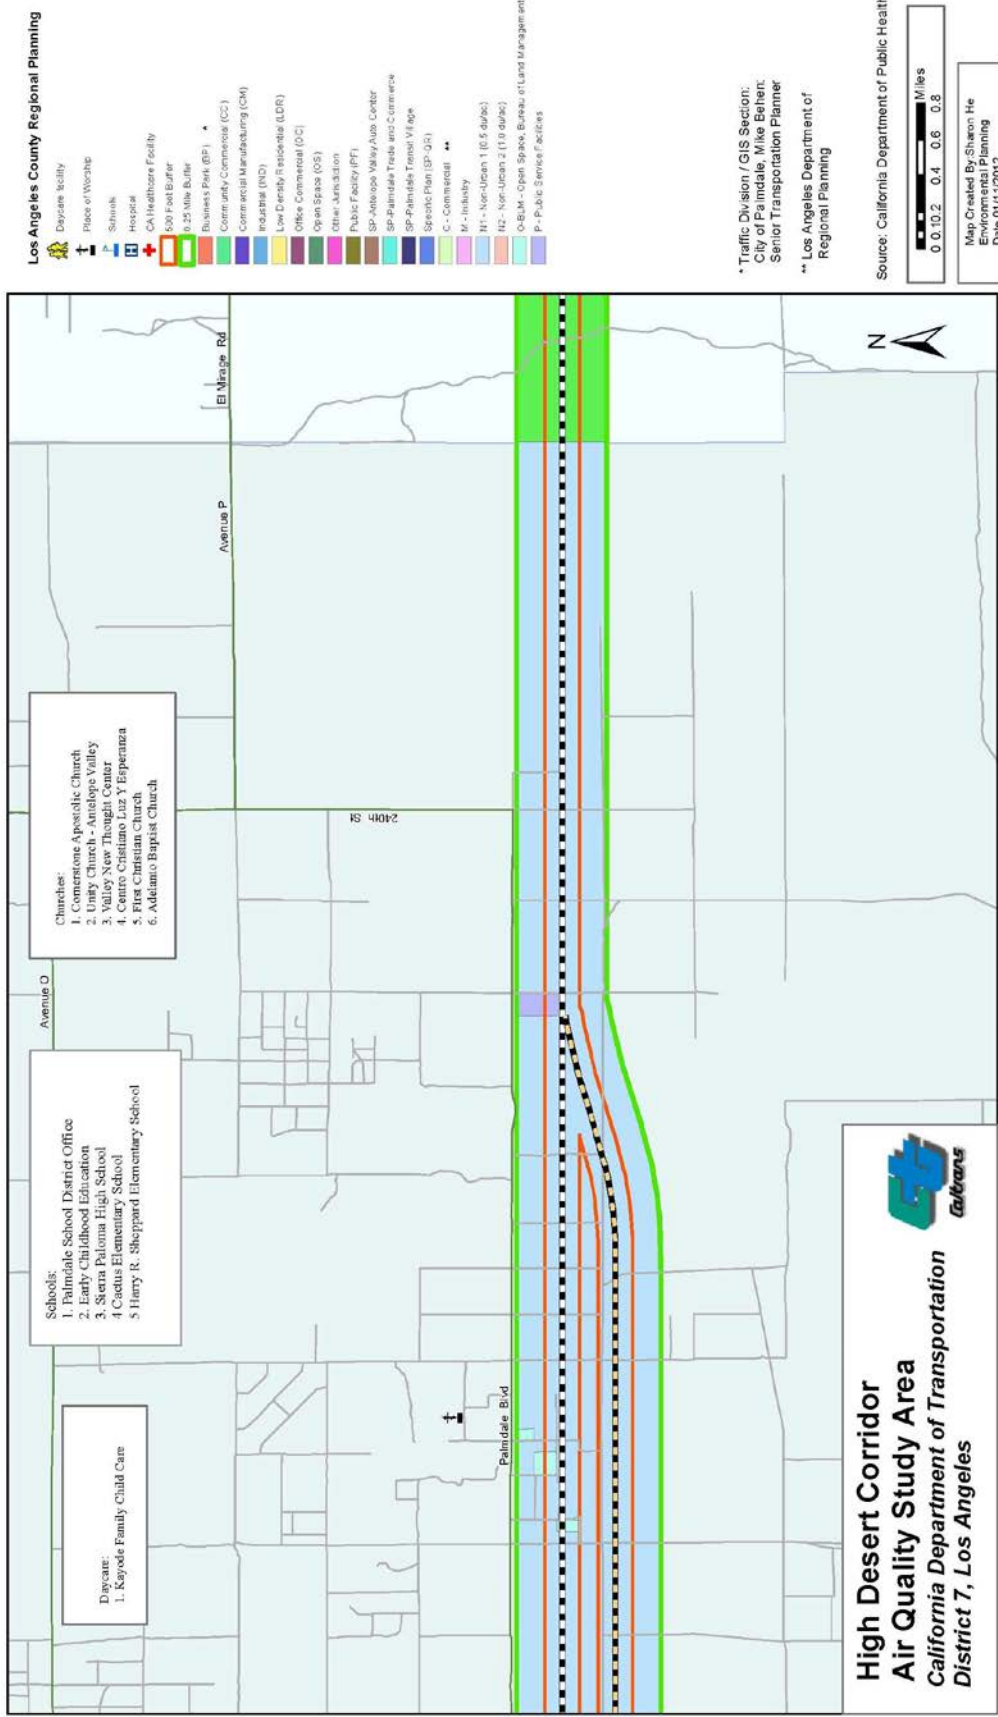 Los Angeles County Regional Planning
Daycare facility
Place of Worship
Schools
Hospital
CA Healthcare Facility
500 Foot Buffer
0.25 Mile Buffer
Business Park (BP) *
Community Commercial (CC)
Commercial Manufacturing (CM)
Industrial (IND)
Low Density Residential (LDR)
Office Commercial (OC)
Open Space (OS)
Other Jurisdiction
Public Facility (PF)
SP-Antelope Valley Auto Center
SP-Palmdale Trade and Commerce
SP-Palmdale Transit Village
Specific Plan (SP-QR)
C - Commercial **
M - Industry
N1 - Non-Urban 1 (0.5 du/ac)
N2 - Non-Urban 2 (1.0 du/ac)
O-BLM - Open Space, Bureau of Land Management
P - Public Service Facilities
* Traffic Division / GIS Section:
City of Palmdale, Mike Behen:
Senior Transportation Planner
** Los Angeles Department of
Regional Planning
Source: California Department of Public Health
Miles
0 0.1 0.2 0.4 0.6 0.8
Map Created By:Sharon He
Environmental Planning
Date 01/11/2012
Daycare:
1. Kayode Family Child Care
Schools:
1. Palmdale School District Office
2. Early Childhood Education
3. Sierra Paloma High School
4 Cactus Elementary School
5 Harry R. Sheppard Elementary School
Churches:
1. Cornerstone Apostolic Church
2. Unity Church - Antelope Valley
3. Valley New Thought Center
4. Centro Cristiano Luz Y Esperanza
5. First Christian Church
6. Adelanto Baptist Church
Avenue O
Avenue P
El Mirage Rd
240th St
Palmdale Blvd
N
High Desert Corridor
Air Quality Study Area
California Department of Transportation
District 7, Los Angeles
Caltrans